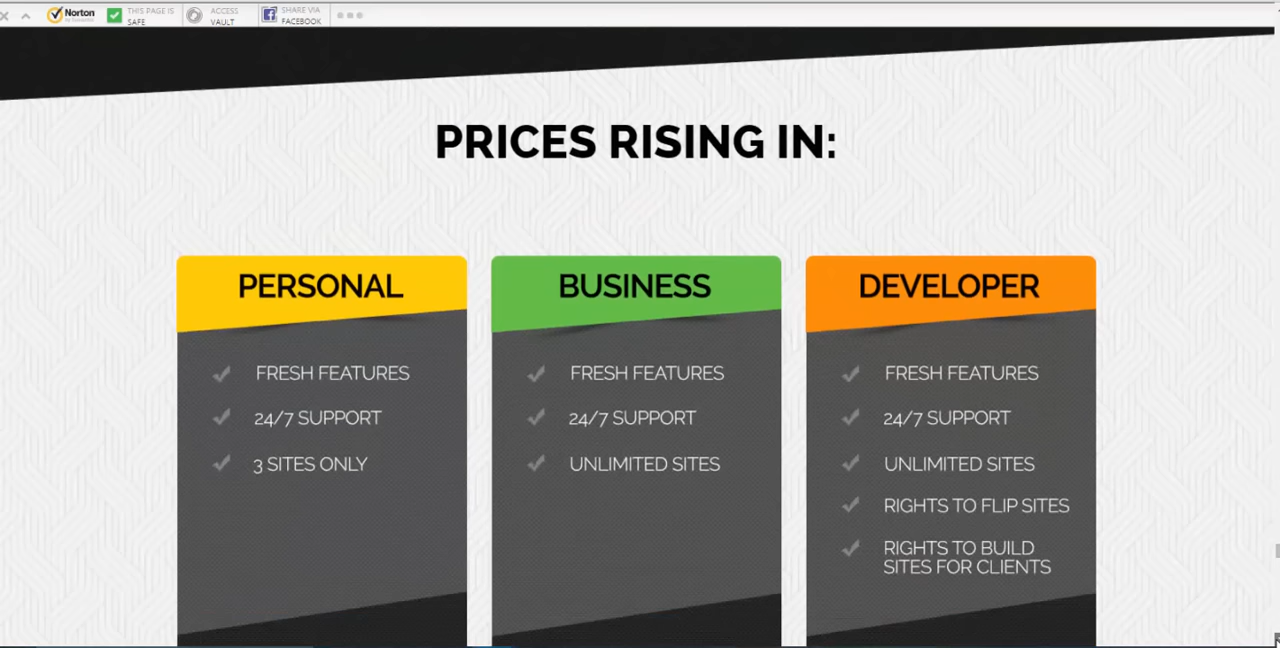 Norton
THIS PAGE IS
SAFE
ACCESS
VAULT
SHARE VIA
FACEBOOK
PRICES RISING IN:
PERSONAL
FRESH FEATURES
24/7 SUPPORT
3 SITES ONLY
BUSINESS
FRESH FEATURES
24/7 SUPPORT
UNLIMITED SITES
DEVELOPER
FRESH FEATURES
24/7 SUPPORT
UNLIMITED SITES
RIGHTS TO FLIP SITES
RIGHTS TO BUILD
SITES FOR CLIENTS